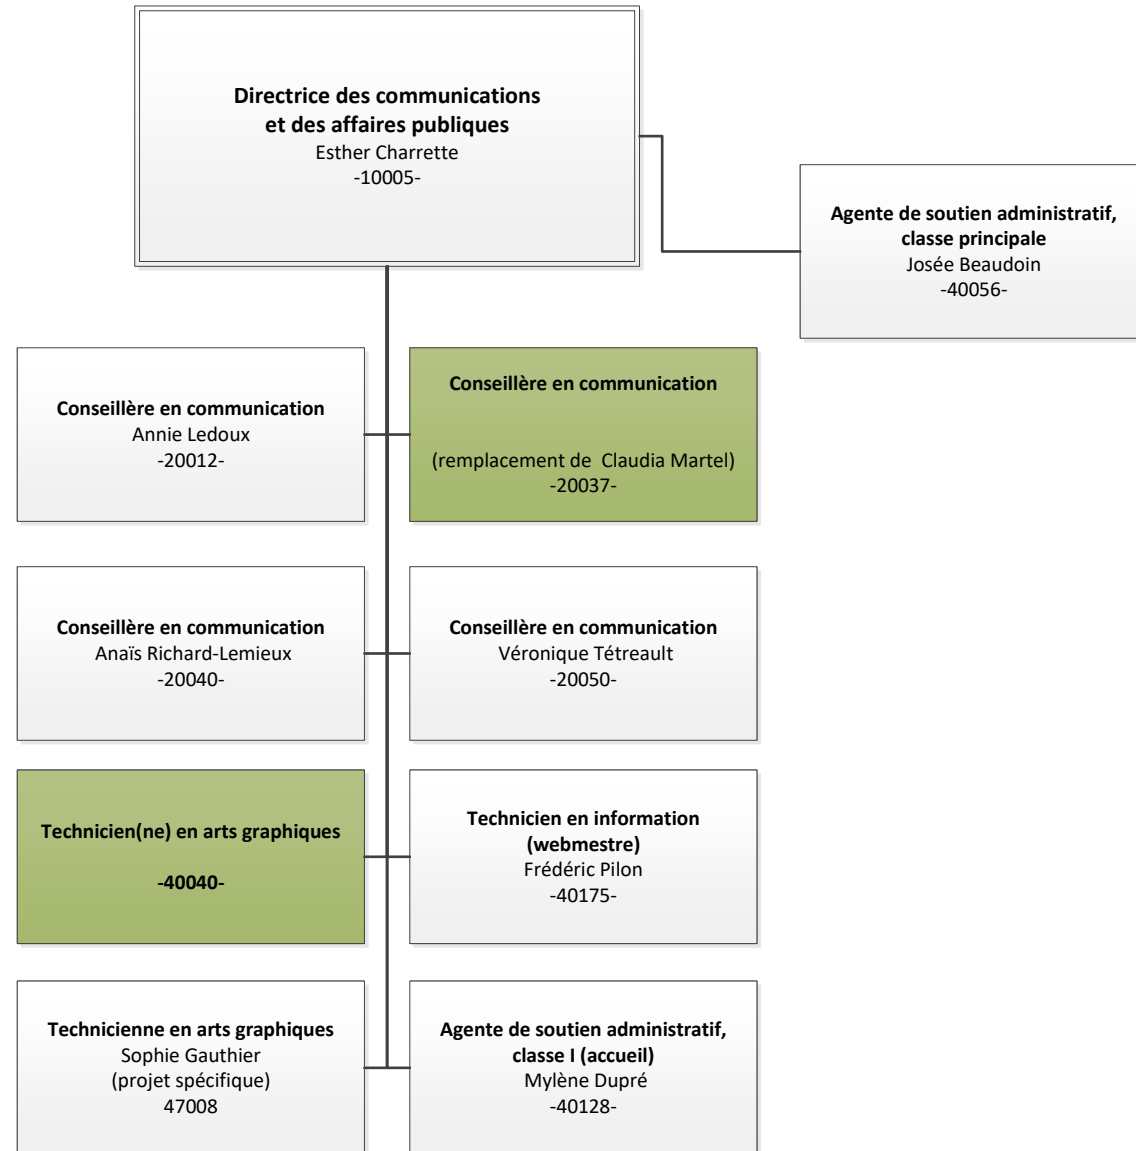 Directrice des communications
et des affaires publiques
Esther Charrette
-10005-
Agente de soutien administratif,
classe principale
Josée Beaudoin
-40056-
Conseillère en communication
Annie Ledoux
-20012-
Conseillère en communication
(remplacement de  Claudia Martel)
-20037-
Conseillère en communication
Anaïs Richard-Lemieux
-20040-
Conseillère en communication
Véronique Tétreault
-20050-
Technicien(ne) en arts graphiques
-40040-
Technicien en information
(webmestre)
Frédéric Pilon
-40175-
Technicienne en arts graphiques
Sophie Gauthier
(projet spécifique)
47008
Agente de soutien administratif,
classe I (accueil)
Mylène Dupré
-40128-